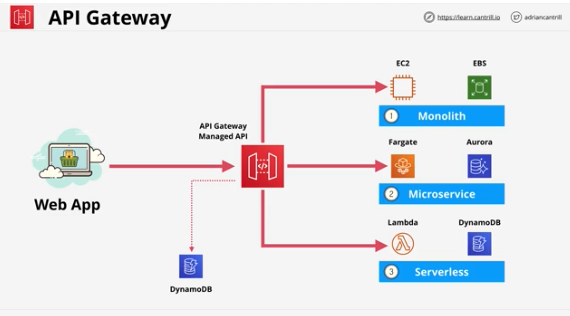 API Gateway
https://learn.cantrill.io
adriancantrill
EC2
EBS
1 Monolith
API Gateway
Managed API
Fargate
Aurora
2 Microservice
Web App
Lambda
DynamoDB
3 Serverless
DynamoDB